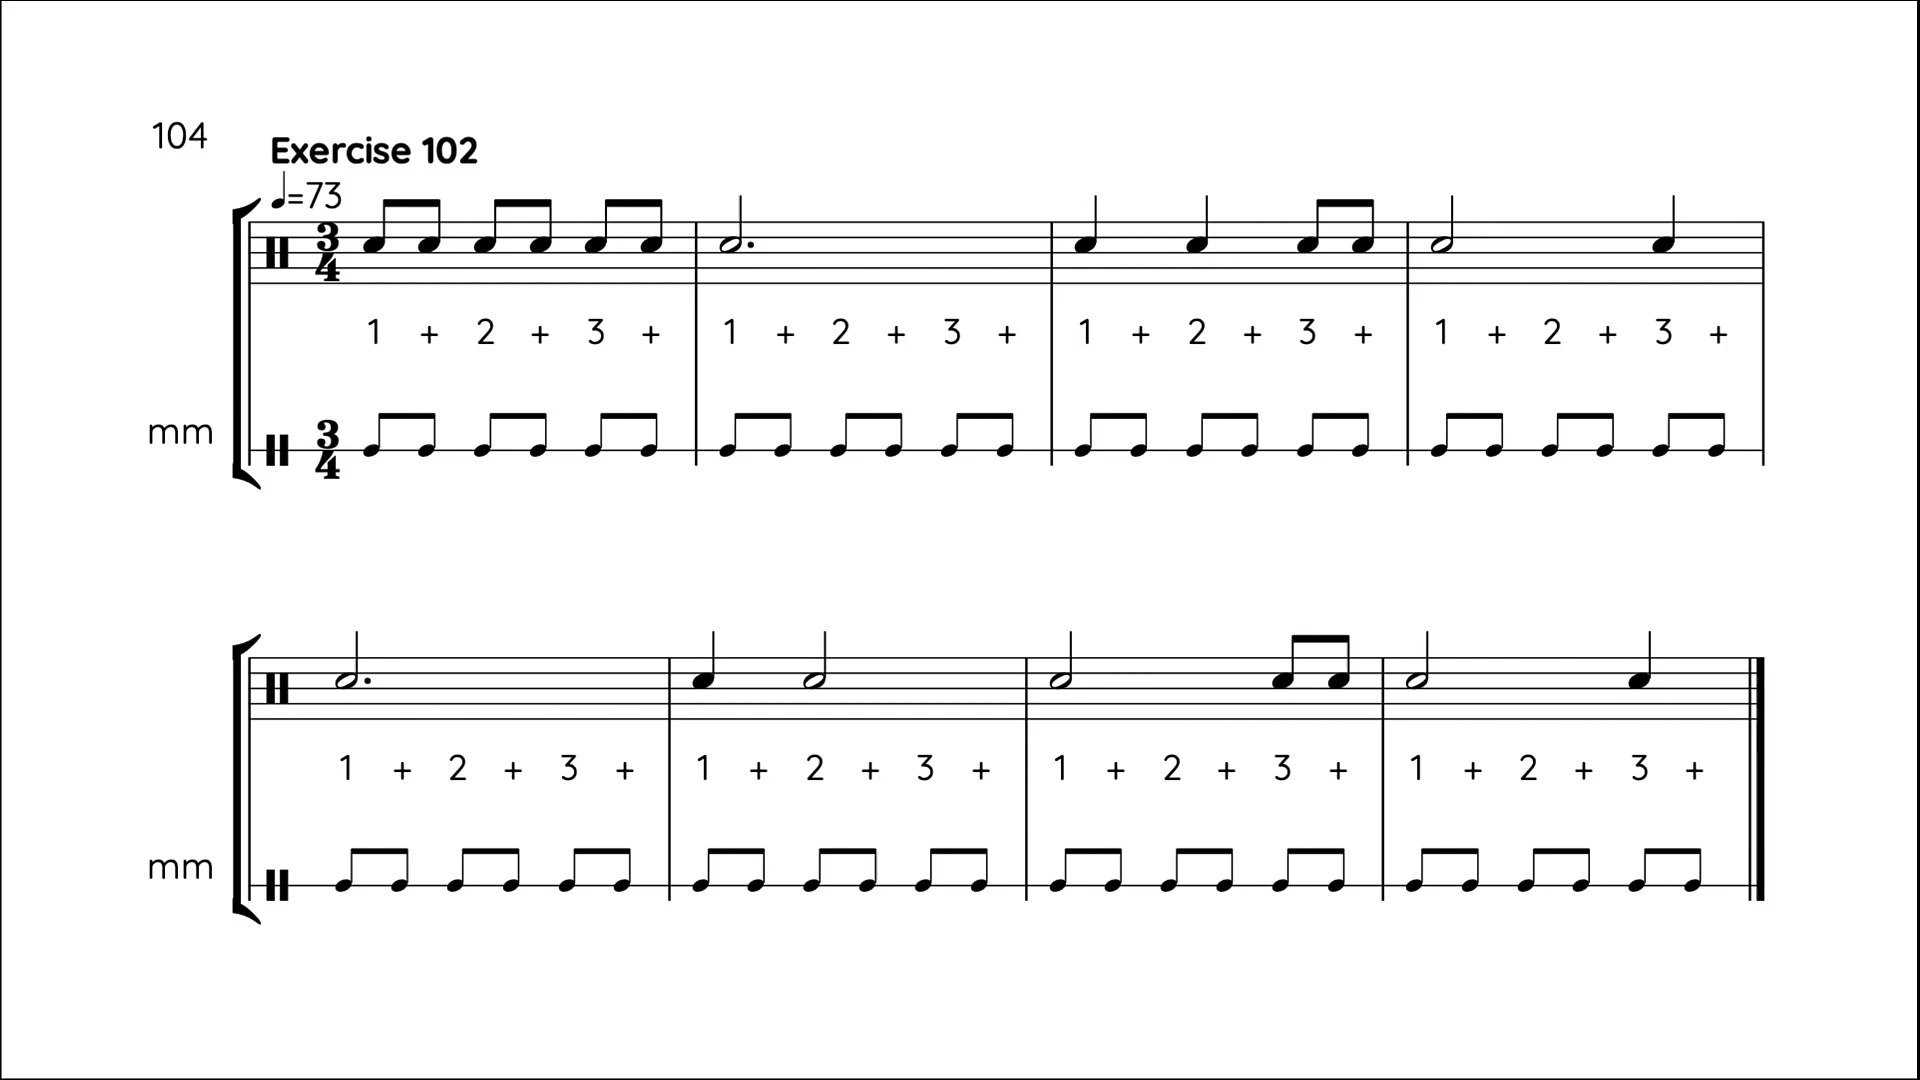 104
Exercise 102
♩=73
3
4
1 + 2 + 3 + 1 + 2 + 3 + 1 + 2 + 3 + 1 + 2 + 3 +
mm
3
4
1 + 2 + 3 + 1 + 2 + 3 + 1 + 2 + 3 + 1 + 2 + 3 +
mm